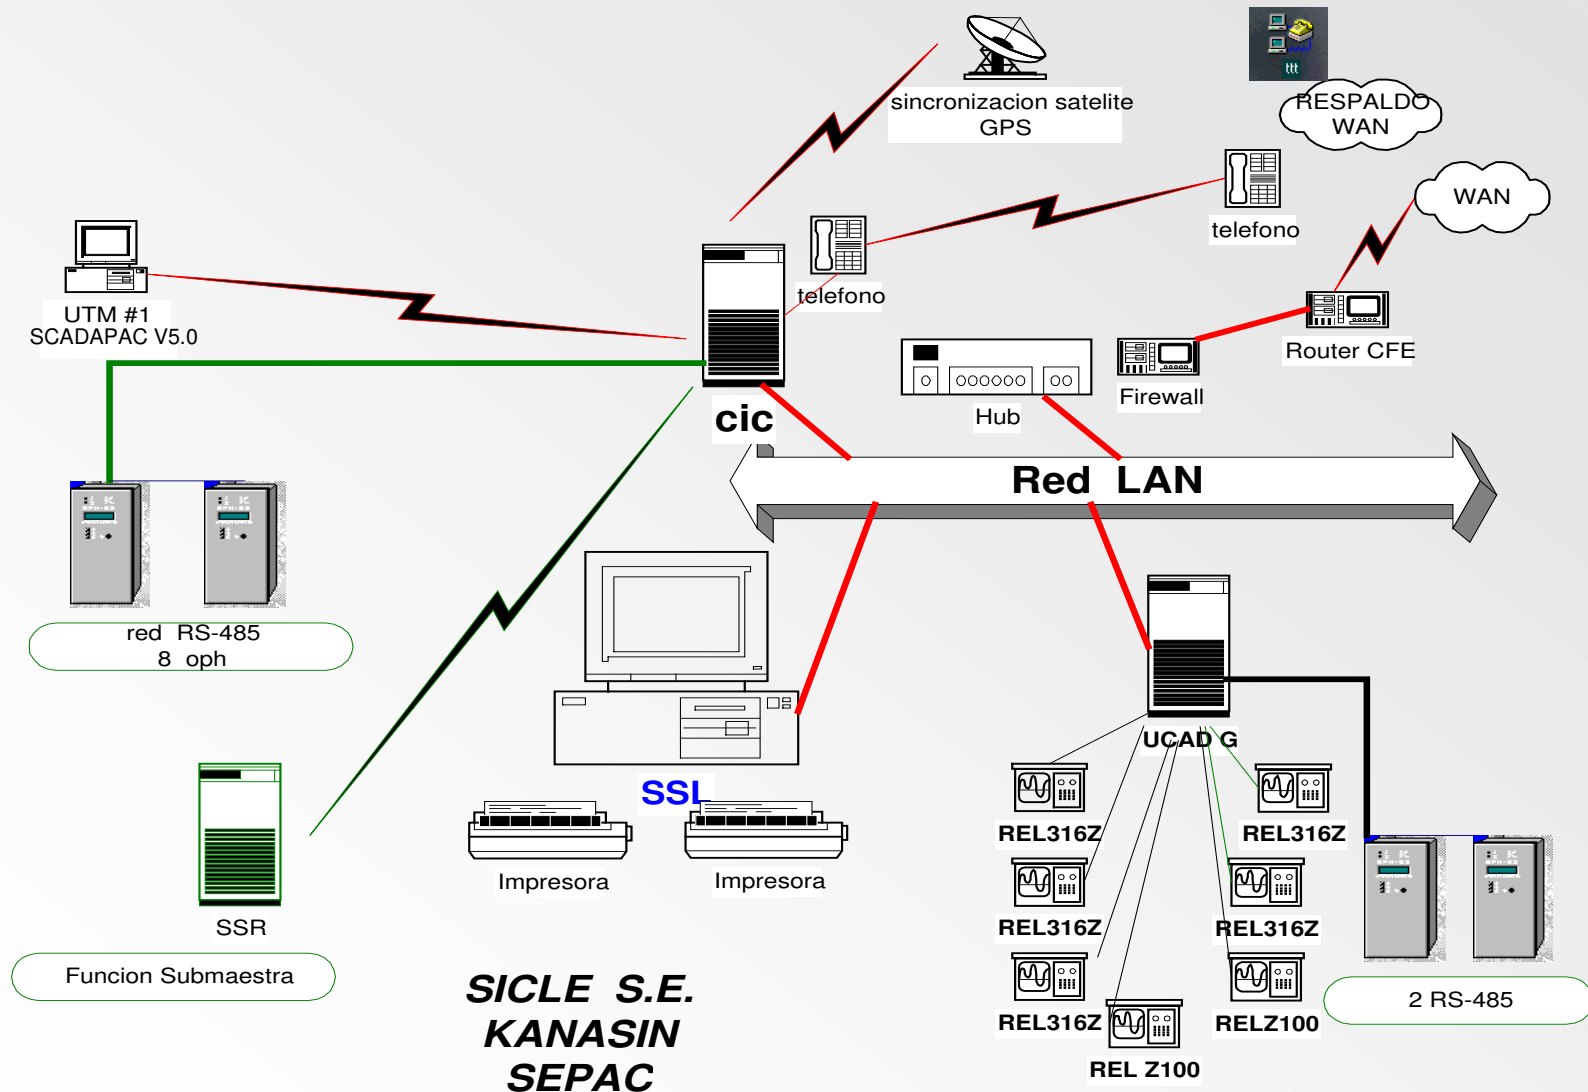 ttt
sincronizacion satelite
GPS
RESPALDO
WAN
WAN
telefono
telefono
UTM #1
SCADAPAC V5.0
Router CFE
Firewall
Hub
cic
Red LAN
red RS-485
8 oph
UCAD G
SSL
REL316Z
REL316Z
Impresora
Impresora
REL316Z
REL316Z
SSR
Funcion Submaestra
REL316Z
RELZ100
2 RS-485
REL Z100
SICLE S.E.
KANASIN
SEPAC